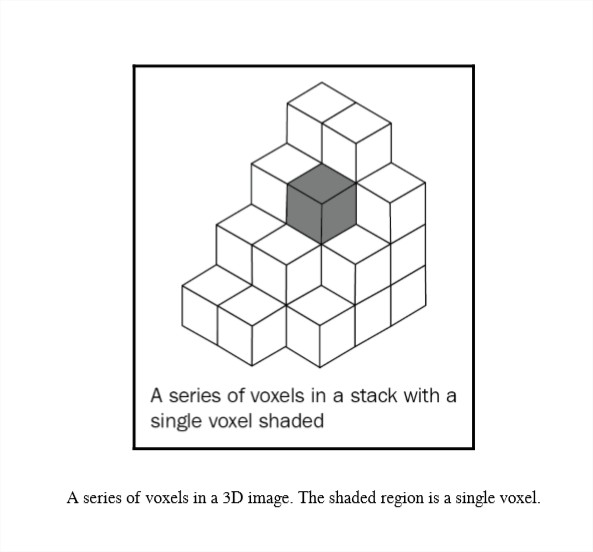 A series of voxels in a stack with a
single voxel shaded
A series of voxels in a 3D image. The shaded region is a single voxel.